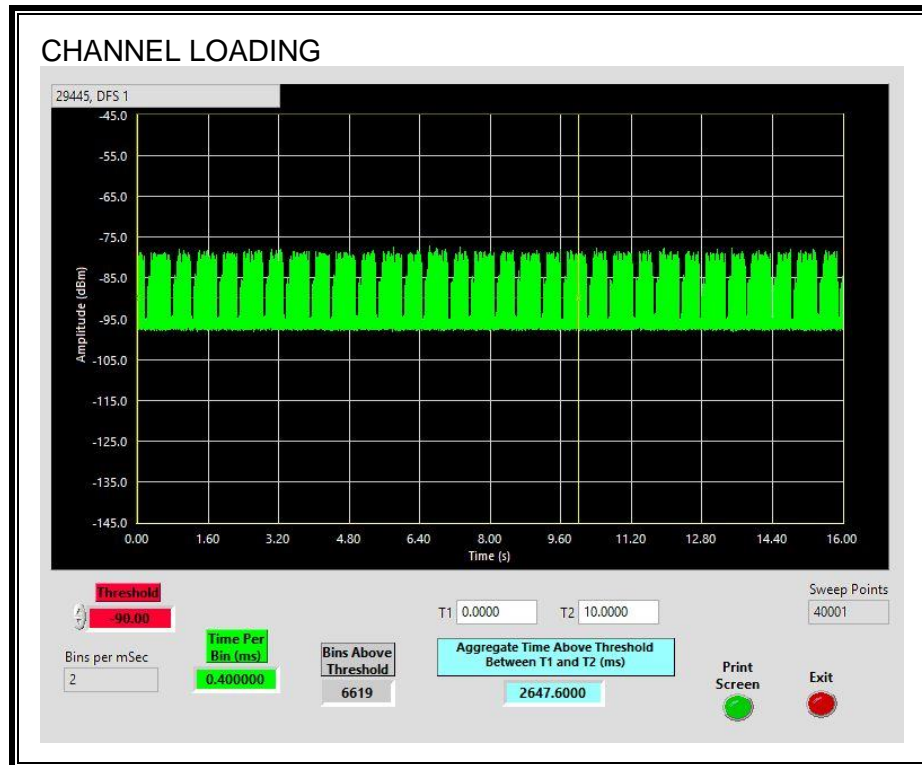 CHANNEL LOADING
29445, DFS 1
-45.0
-55.0
-65.0
-75.0
-85.0
-95.0
-105.0
-115.0
-125.0
-135.0
-145.0
Amplitude (dBm)
0.00 1.60 3.20 4.80 6.40 8.00 9.60 11.20 12.80 14.40 16.00
Time (s)
Threshold
-90.00
Bins per mSec
2
Time Per
Bin (ms)
0.400000
Bins Above
Threshold
6619
T1 0.0000 T2 10.0000
Aggregate Time Above Threshold
Between T1 and T2 (ms)
2647.6000
Sweep Points
40001
Print
Screen
Exit